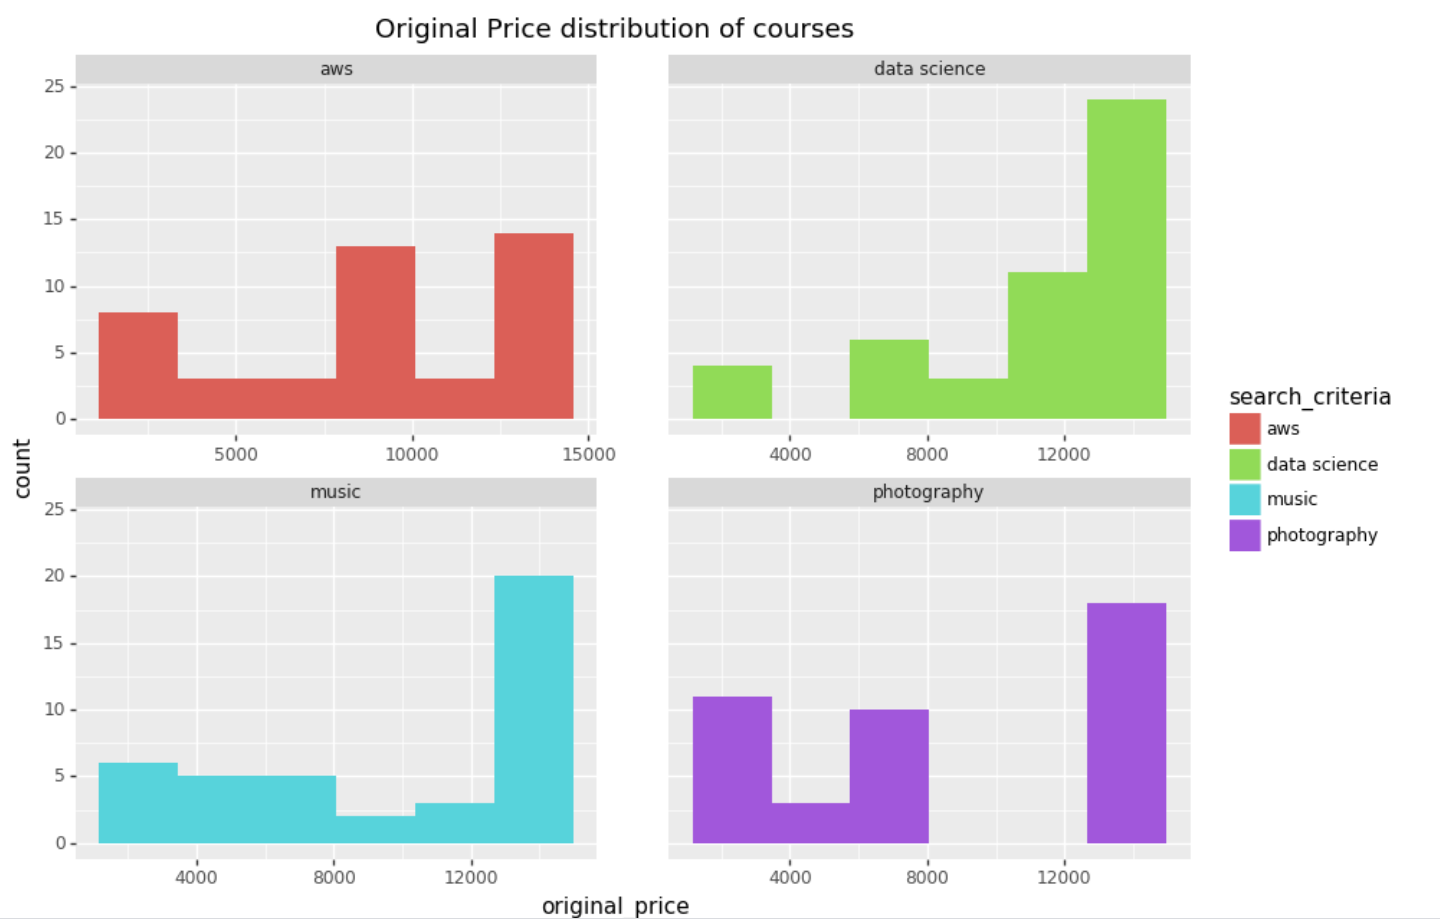 Original Price distribution of courses
aws
data science
25
20
15
10
5
0
5000 10000 15000
4000 8000 12000
music
photography
25
20
15
10
5
0
4000 8000 12000
4000 8000 12000
count
original_price
search_criteria
aws
data science
music
photography